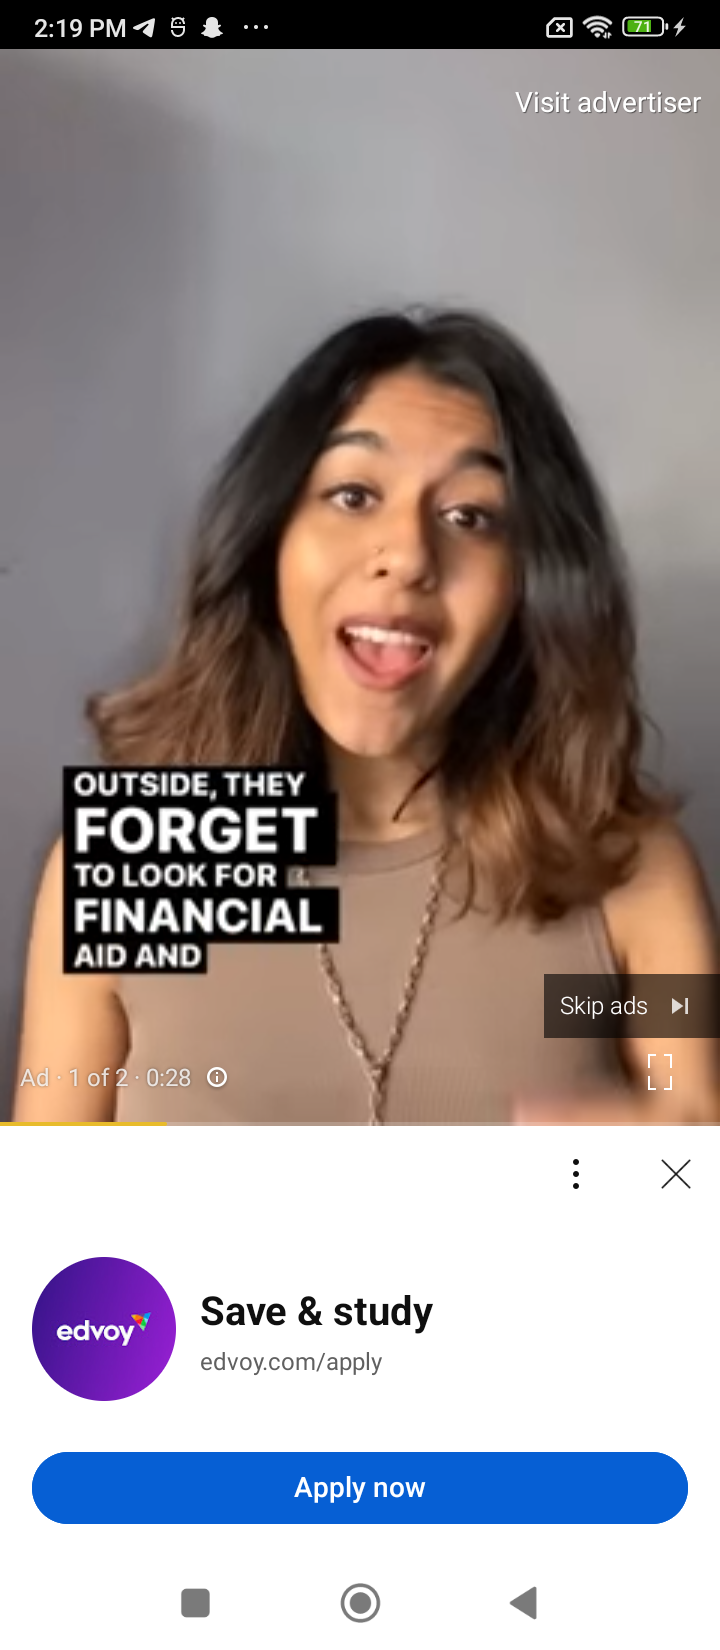 2:19 PM
71
Visit advertiser
OUTSIDE, THEY
FORGET
TO LOOK FOR
FINANCIAL
AID AND
Skip ads
Ad · 1 of 2 · 0:28
edvoy
Save & study
edvoy.com/apply
Apply now